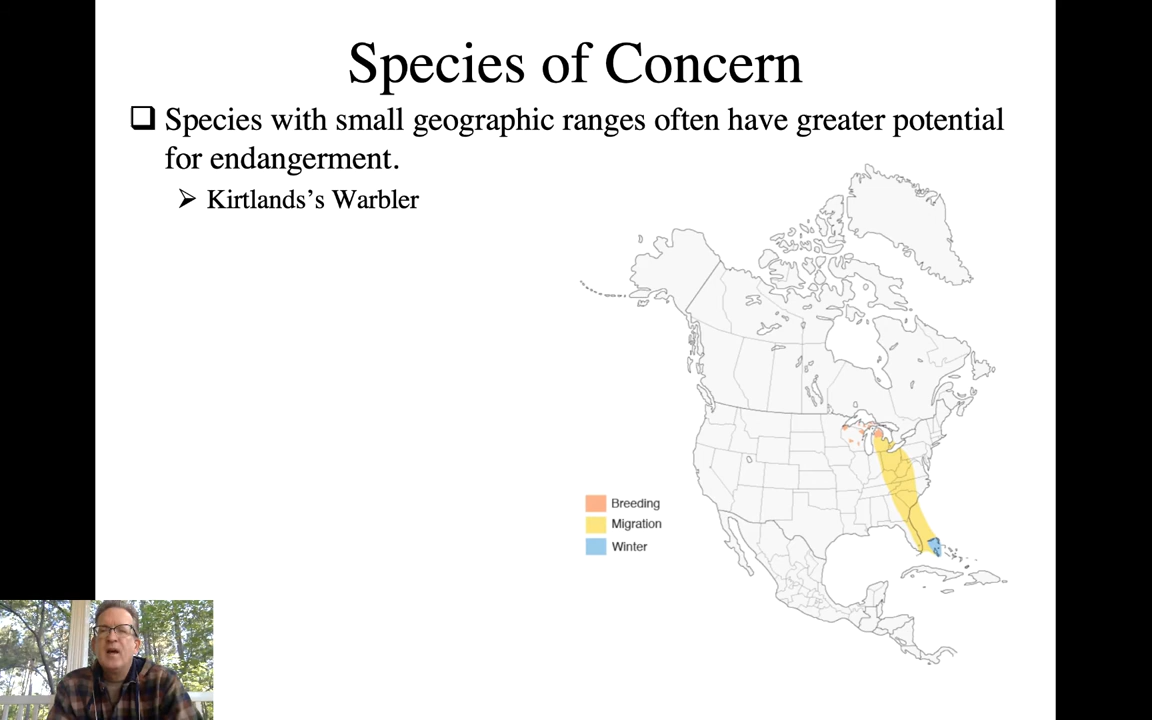 Species of Concern
❑ Species with small geographic ranges often have greater potential
for endangerment.
➢ Kirtlands’s Warbler
Breeding
Migration
Winter